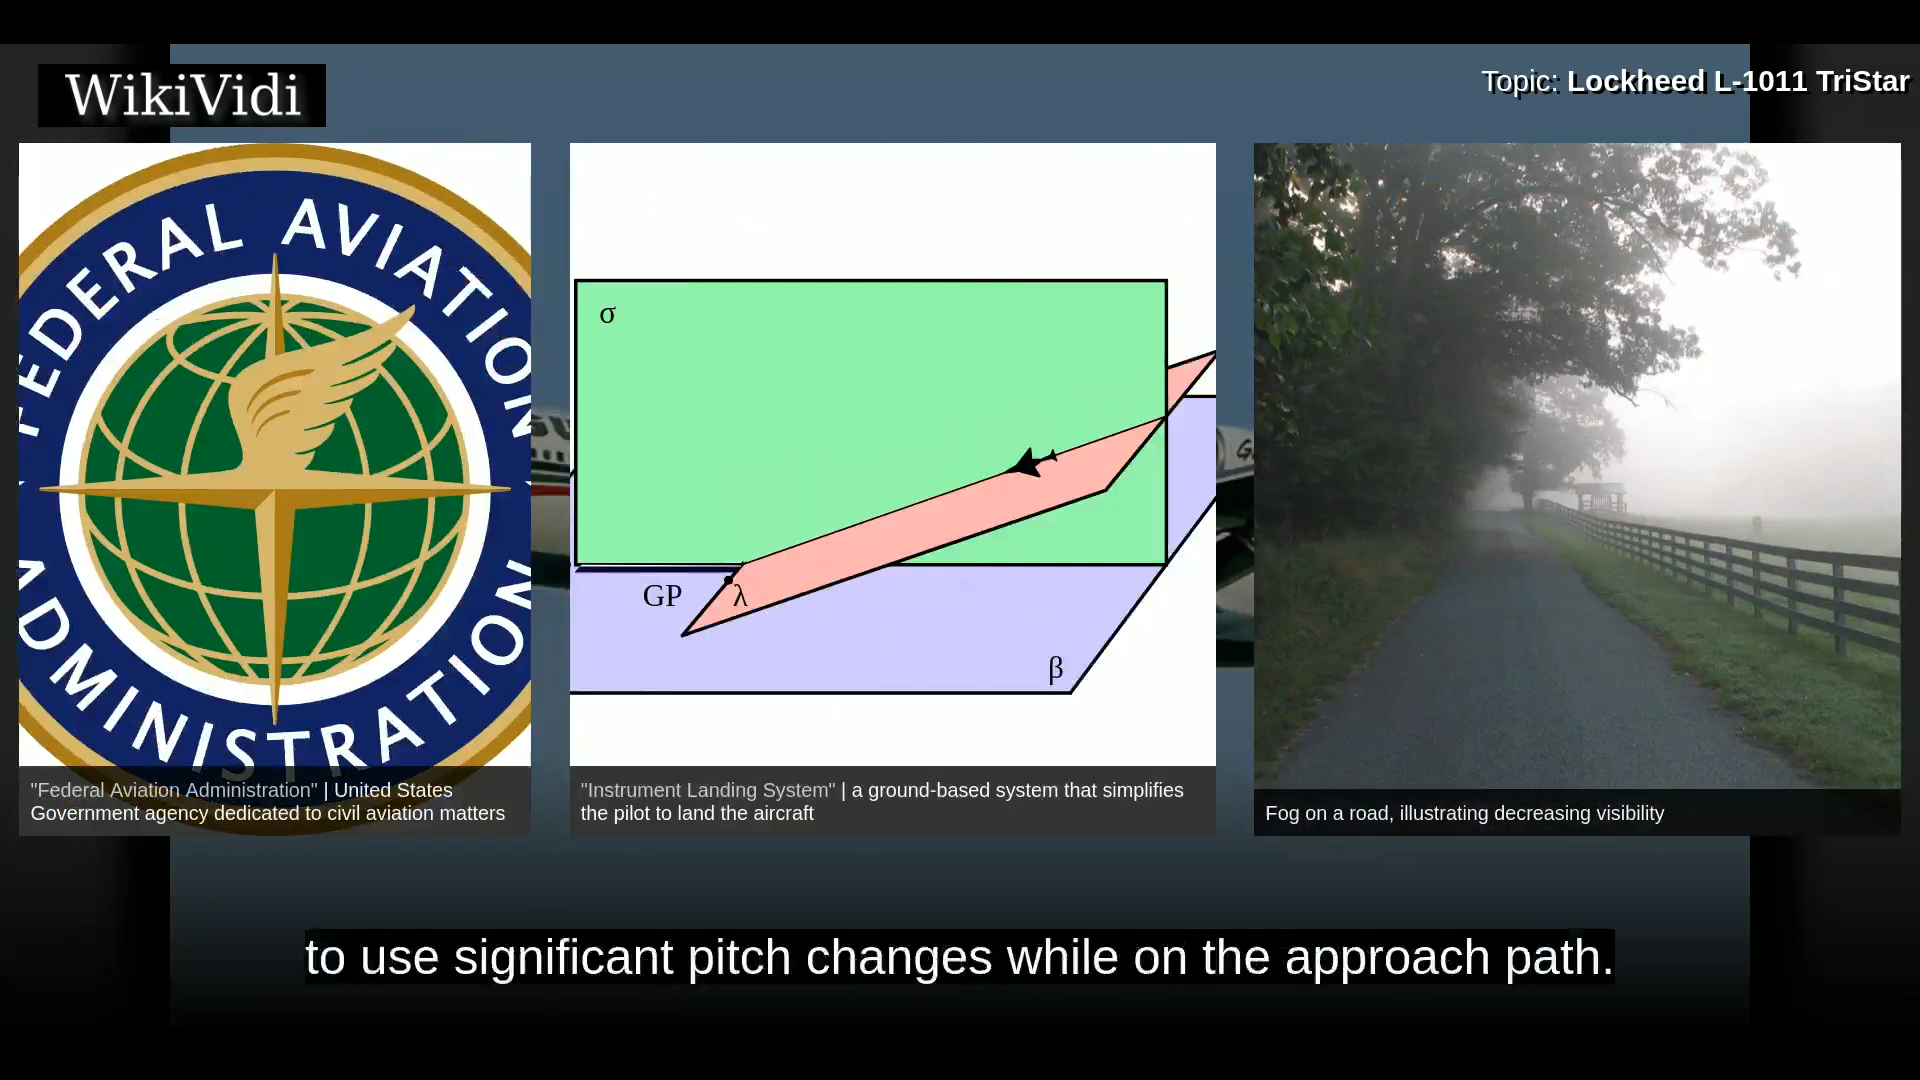 WikiVidi
Topic: Lockheed L-1011 TriStar
FEDERAL AVIATION
ADMINISTRATION
"Federal Aviation Administration" | United States
Government agency dedicated to civil aviation matters
σ
GP
λ
β
"Instrument Landing System" | a ground-based system that simplifies
the pilot to land the aircraft
Fog on a road, illustrating decreasing visibility
to use significant pitch changes while on the approach path.